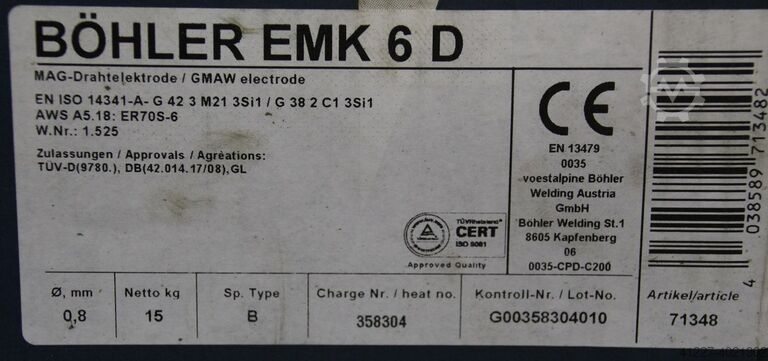 BÖHLER EMK 6 D
MAG-Drahtelektrode / GMAW electrode
EN ISO 14341-A- G 42 3 M21 3Si1 / G 38 2 C1 3Si1
AWS A5.18: ER70S-6
W.Nr.: 1.525
Zulassungen / Approvals / Agréations:
TÜV-D(9780.), DB(42.014.17/08),GL
CE
EN 13479
0035
voestalpine Böhler
Welding Austria
GmbH
Böhler Welding St.1
8605 Kapfenberg
06
0035-CPD-C200
TÜVRheinland
CERT
ISO 9001
Approved Quality
4 038589 713482
Ø, mm Netto kg Sp. Type Charge Nr. / heat no. Kontroll-Nr. / Lot-No. Artikel/article
0,8 15 B 358304 G00358304010 71348